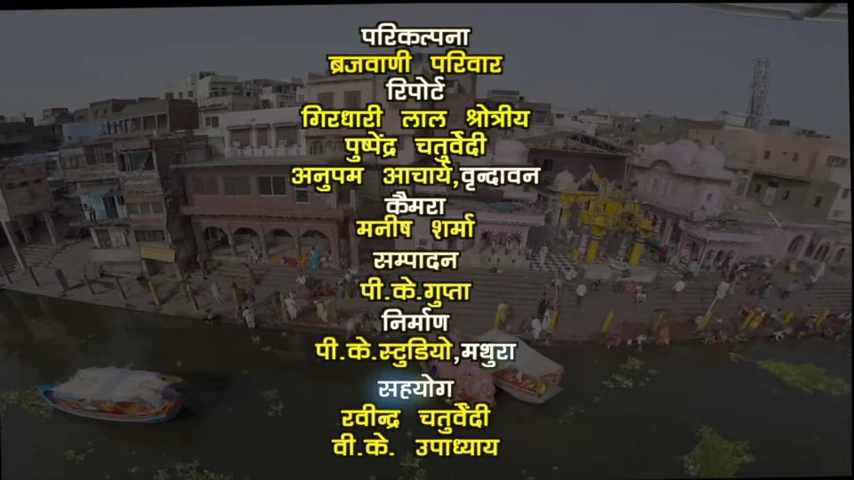 परिकल्पना
ब्रजवाणी परिवार
रिपोर्ट
गिरधारी लाल श्रोत्रीय
पुष्पेंद्र चतुर्वेदी
अनुपम आचार्य,वृन्दावन
कैमरा
मनीष शर्मा
सम्पादन
पी.के.गुप्ता
निर्माण
पी.के.स्टुडियो,मथुरा
सहयोग
रवीन्द्र चतुर्वेदी
वी.के. उपाध्याय